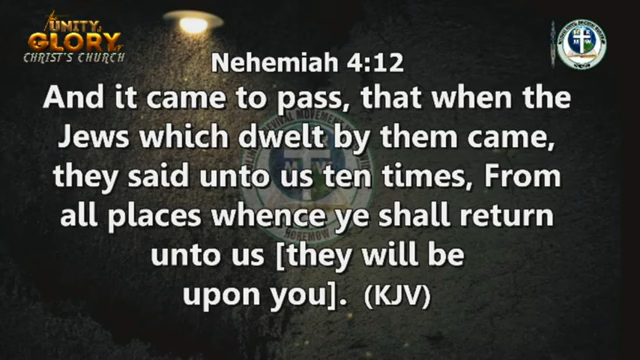 UNITY,
GLORY,
CHRIST'S CHURCH
Nehemiah 4:12
And it came to pass, that when the
Jews which dwelt by them came,
they said unto us ten times, From
all places whence ye shall return
unto us [they will be
upon you]. (KJV)